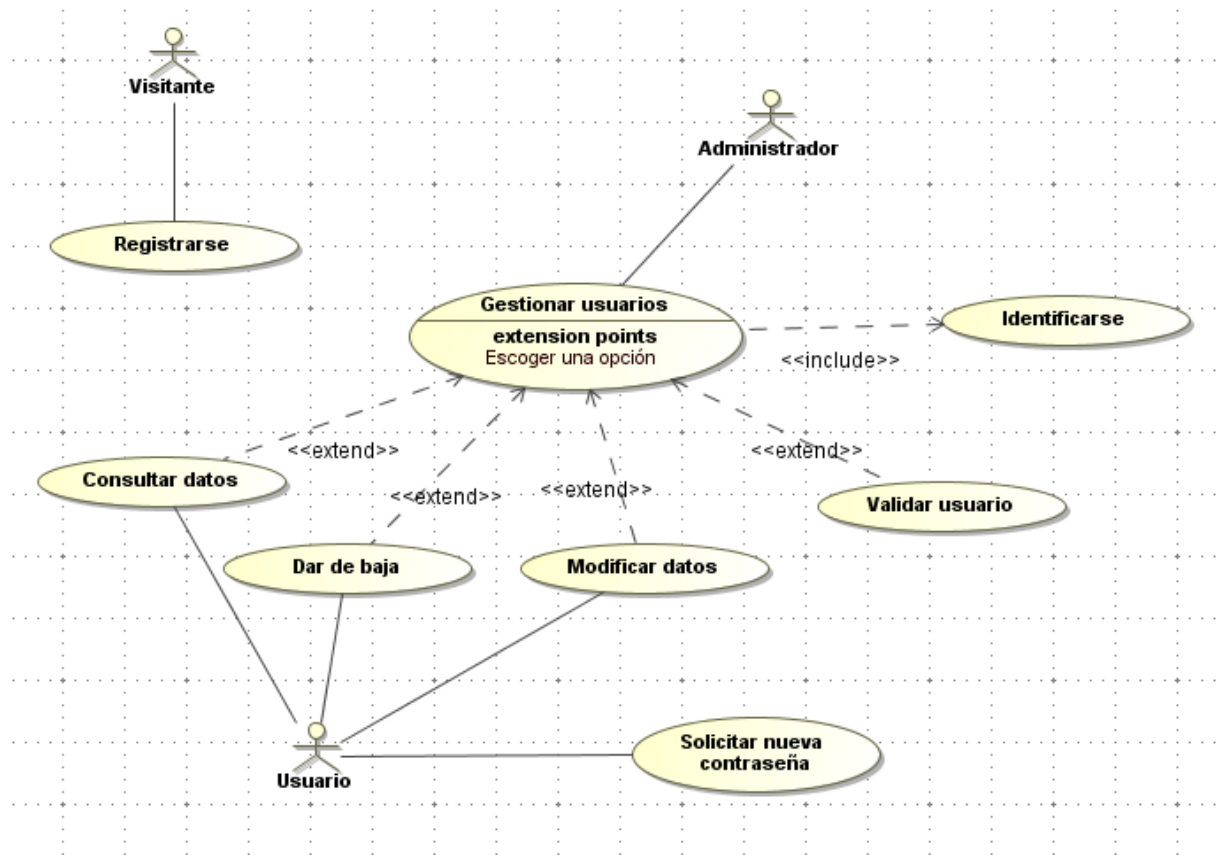 Visitante
Administrador
Registrarse
Gestionar usuarios
extension points
Escoger una opción
Identificarse
<<include>>
<<extend>>
<<extend>>
<<extend>>
<<extend>>
Consultar datos
Validar usuario
Dar de baja
Modificar datos
Solicitar nueva
contraseña
Usuario